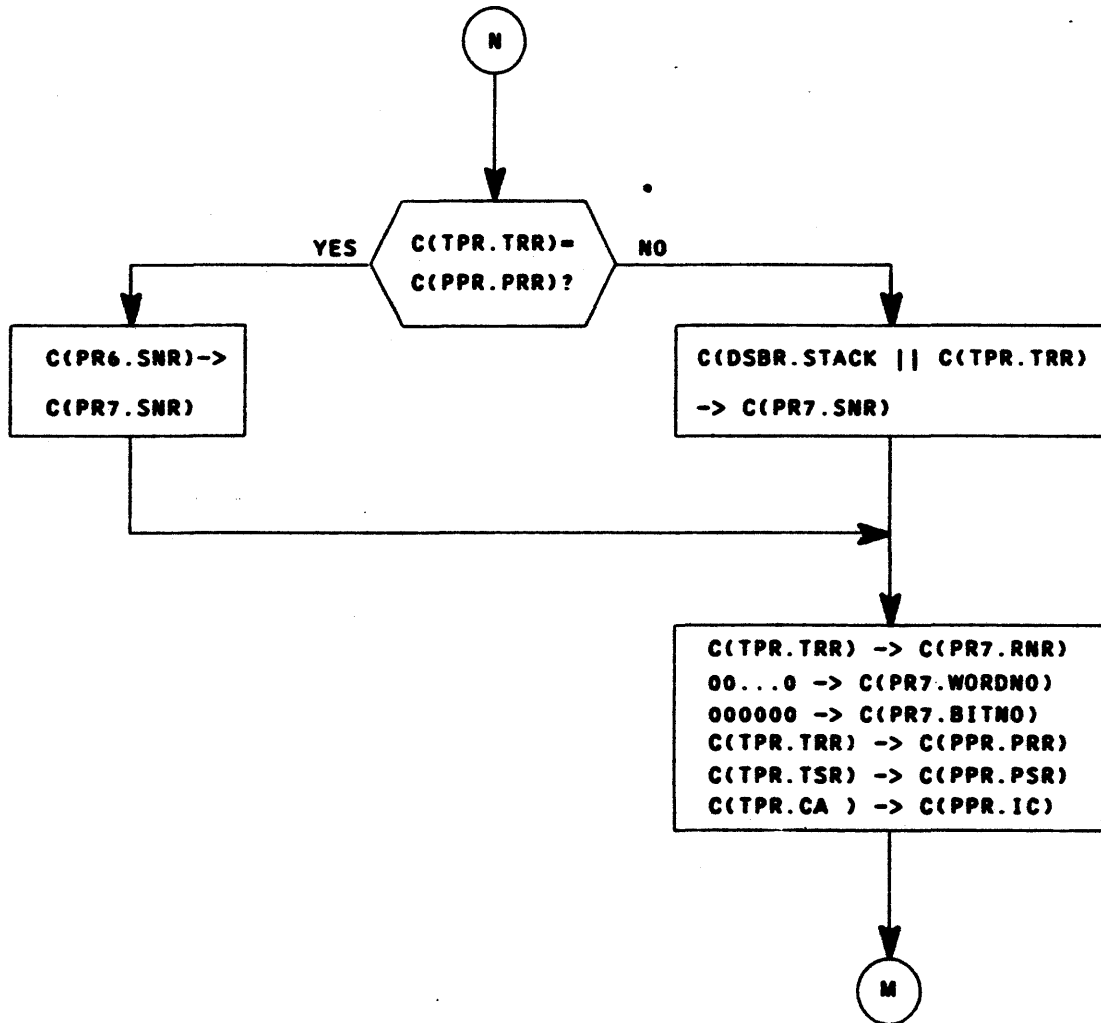 N
C(TPR.TRR)=
C(PPR.PRR)?
YES
NO
C(PR6.SNR)->
C(PR7.SNR)
C(DSBR.STACK || C(TPR.TRR)
-> C(PR7.SNR)
C(TPR.TRR) -> C(PR7.RNR)
00...0 -> C(PR7.WORDNO)
000000 -> C(PR7.BITNO)
C(TPR.TRR) -> C(PPR.PRR)
C(TPR.TSR) -> C(PPR.PSR)
C(TPR.CA ) -> C(PPR.IC)
M